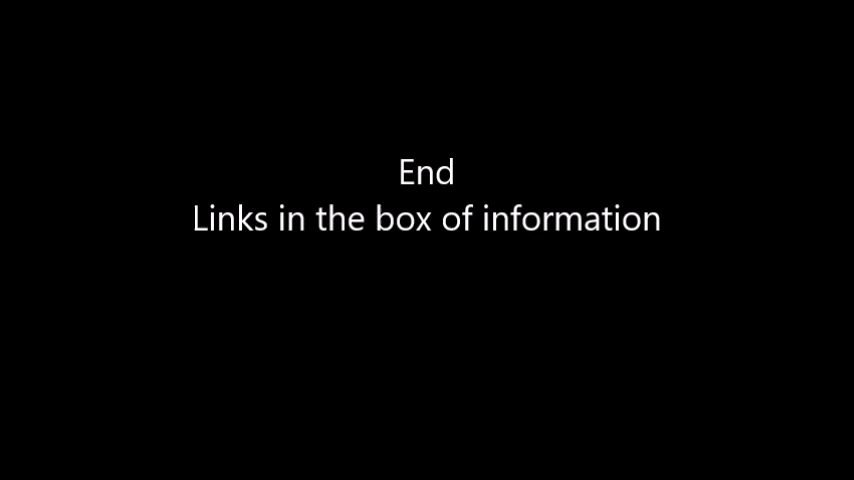 End
Links in the box of information